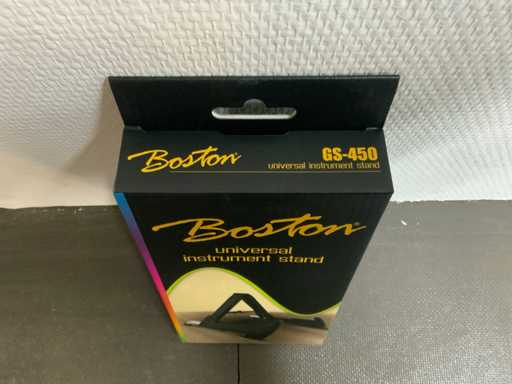 Boston
GS-450
universal instrument stand
Boston®
universal
instrument stand